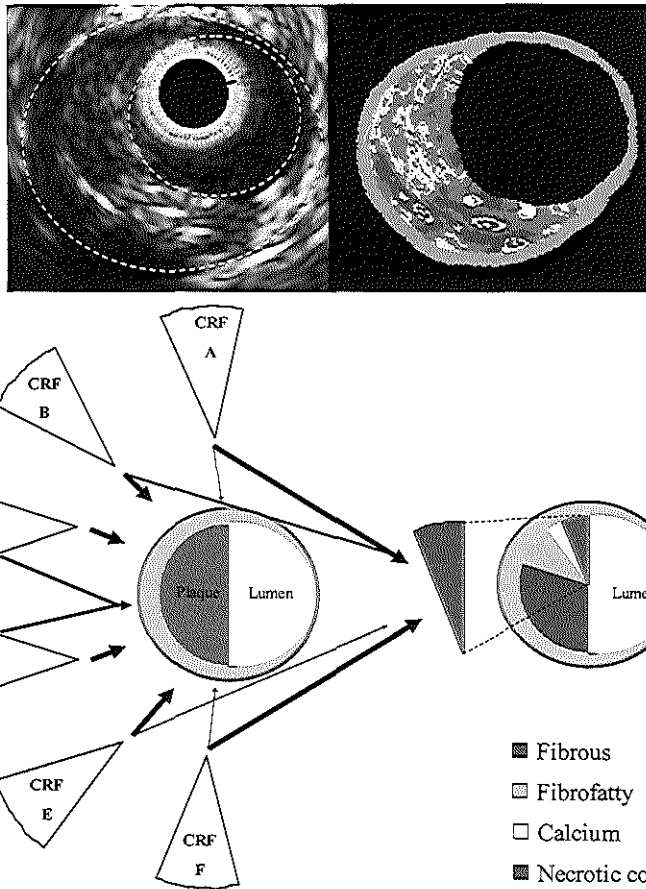 CRF
A
CRF
B
Plaque
Lumen
Lume
CRF
E
CRF
F
Fibrous
Fibrofatty
Calcium
Necrotic co